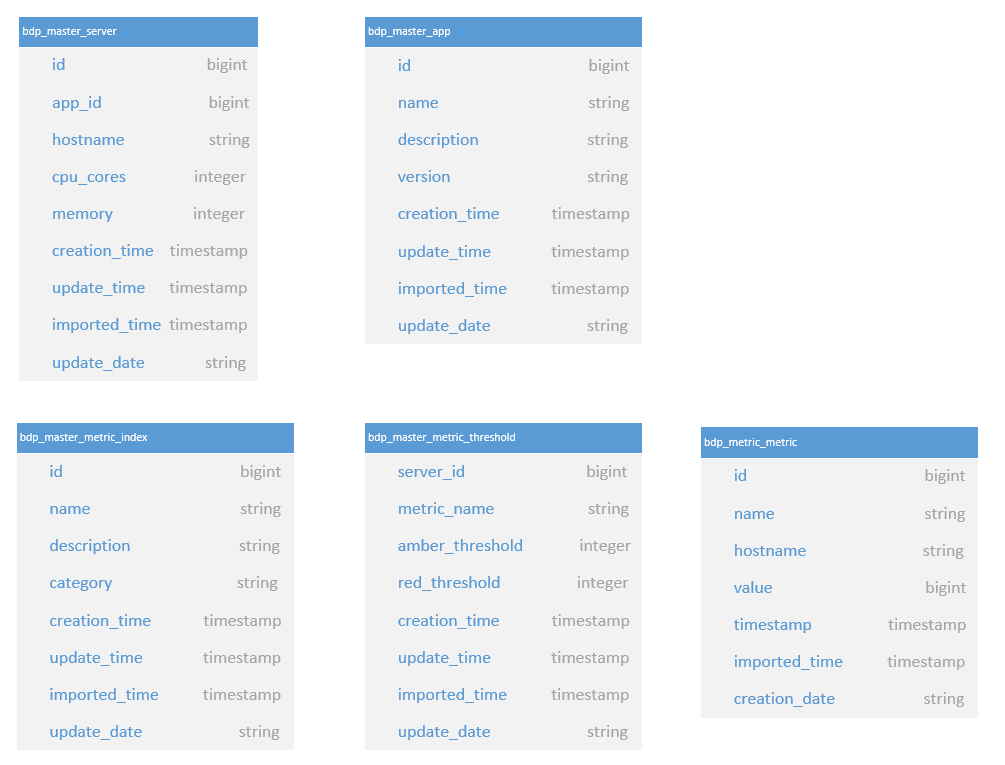 bdp_master_server
id bigint
app_id bigint
hostname string
cpu_cores integer
memory integer
creation_time timestamp
update_time timestamp
imported_time timestamp
update_date string
bdp_master_app
id bigint
name string
description string
version string
creation_time timestamp
update_time timestamp
imported_time timestamp
update_date string
bdp_master_metric_index
id bigint
name string
description string
category string
creation_time timestamp
update_time timestamp
imported_time timestamp
update_date string
bdp_master_metric_threshold
server_id bigint
metric_name string
amber_threshold integer
red_threshold integer
creation_time timestamp
update_time timestamp
imported_time timestamp
update_date string
bdp_metric_metric
id bigint
name string
hostname string
value bigint
timestamp timestamp
imported_time timestamp
creation_date string